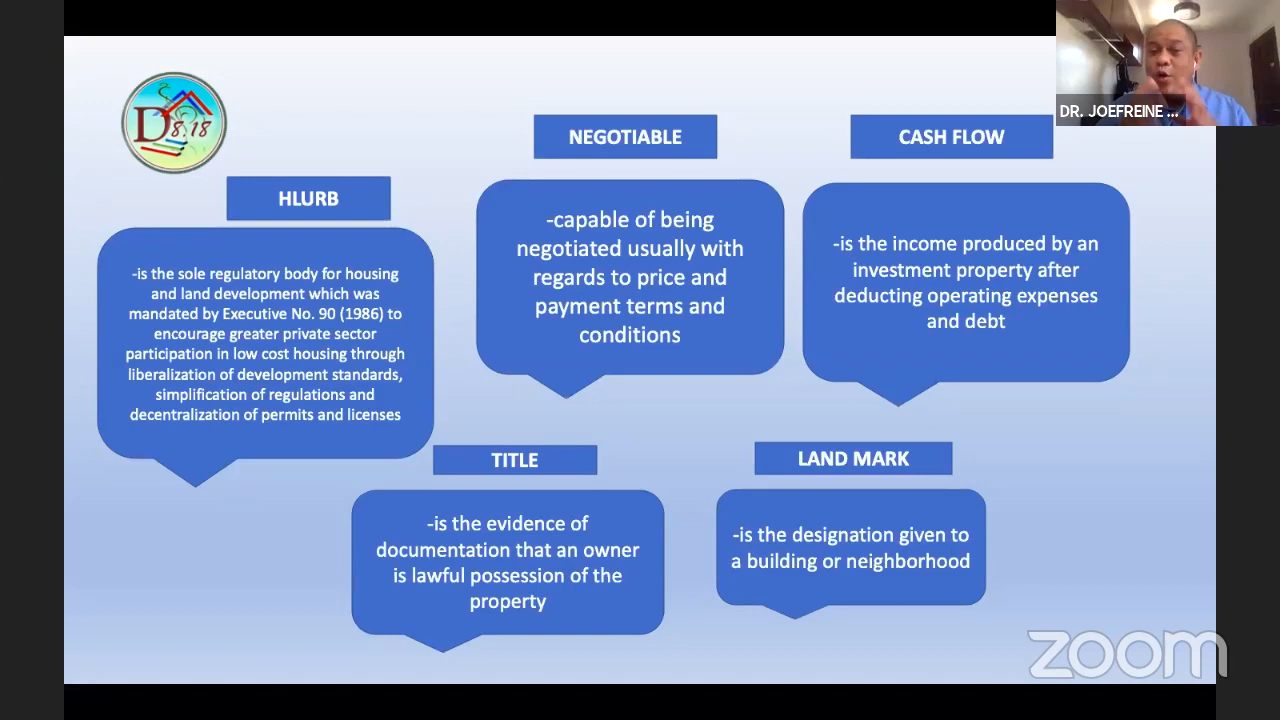 DR. JOEFREINE ...
D 8.18
HLURB
-is the sole regulatory body for housing
and land development which was
mandated by Executive No. 90 (1986) to
encourage greater private sector
participation in low cost housing through
liberalization of development standards,
simplification of regulations and
decentralization of permits and licenses
NEGOTIABLE
-capable of being
negotiated usually with
regards to price and
payment terms and
conditions
CASH FLOW
-is the income produced by an
investment property after
deducting operating expenses
and debt
TITLE
-is the evidence of
documentation that an owner
is lawful possession of the
property
LAND MARK
-is the designation given to
a building or neighborhood
zoom